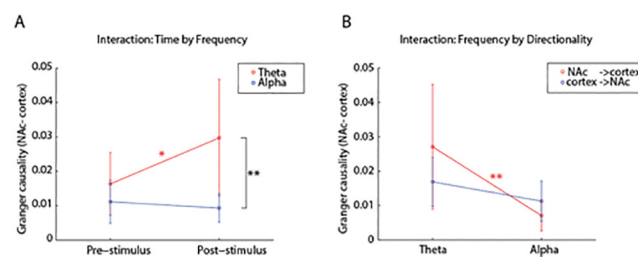 A
Interaction: Time by Frequency
Theta
Alpha
Granger causality (NAc- cortex)
0.05
0.04
0.03
0.02
0.01
0
*
**
Pre-stimulus
Post-stimulus
B
Interaction: Frequency by Directionality
NAc ->cortex
cortex ->NAc
Granger causality (NAc- cortex)
0.05
0.04
0.03
0.02
0.01
0
**
Theta
Alpha